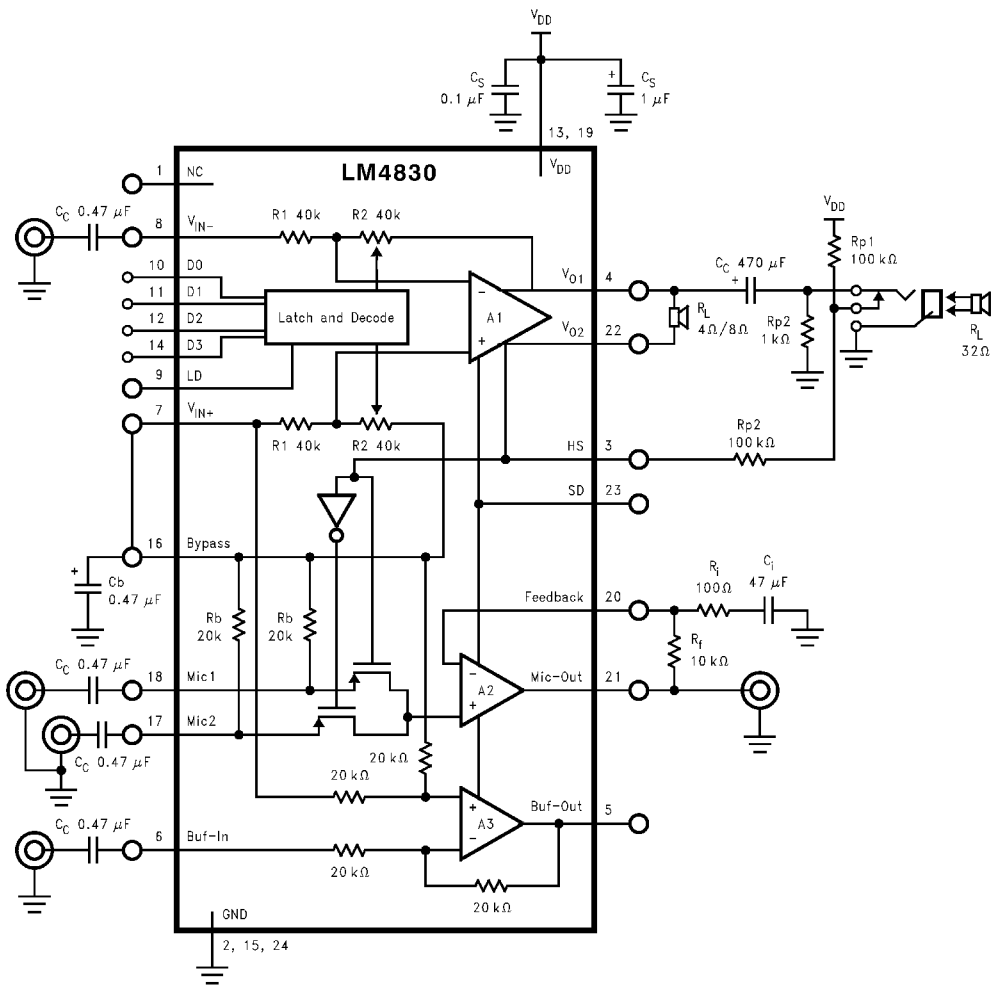 V_DD
C_S
0.1 μF
+
C_S
1 μF
13, 19
V_DD
LM4830
1
NC
C_C 0.47 μF
8
V_IN-
R1 40k
R2 40k
10
D0
11
D1
12
D2
14
D3
9
LD
Latch and Decode
−
A1
+
V_O1
4
V_O2
22
R_L
4Ω/8Ω
C_C 470 μF
+
V_DD
Rp1
100 kΩ
Rp2
1 kΩ
R_L
32Ω
7
V_IN+
R1 40k
R2 40k
HS
3
Rp2
100 kΩ
SD
23
16
Bypass
+
Cb
0.47 μF
Rb
20k
Rb
20k
Feedback
20
R_i
100Ω
C_i
47 μF
R_f
10 kΩ
C_C 0.47 μF
18
Mic1
−
A2
+
Mic-Out
21
17
Mic2
C_C 0.47 μF
20 kΩ
20 kΩ
C_C 0.47 μF
6
Buf-In
20 kΩ
+
A3
−
Buf-Out
5
20 kΩ
GND
2, 15, 24